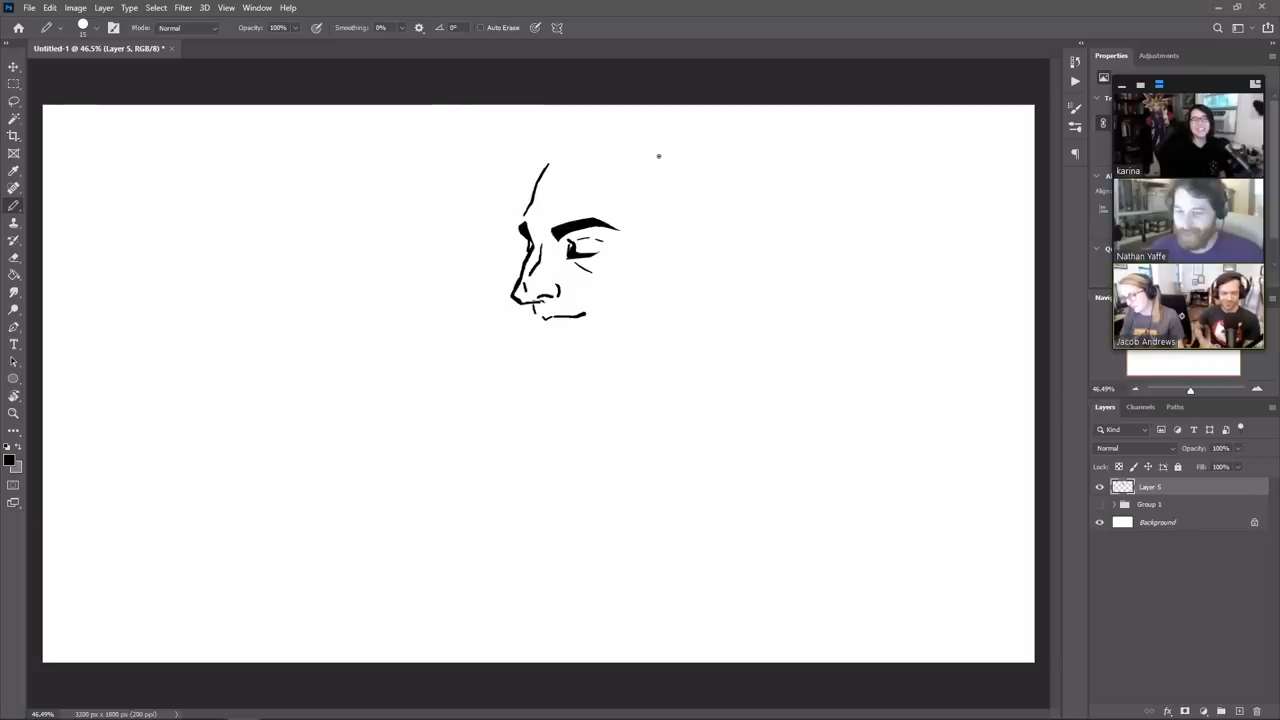 File Edit Image Layer Type Select Filter 3D View Window Help
15 Mode: Normal Opacity: 100% Smoothing: 0% 0° Auto Erase
Untitled-1 @ 46.5% (Layer 5, RGB/8) *
Properties Adjustments
karina
Nathan Yaffe
Jacob Andrews
46.49%
Layers Channels Paths
Kind
Normal Opacity: 100%
Lock: Fill: 100%
Layer 5
Group 1
Background
46.49% 3200 px x 1800 px (200 ppi)